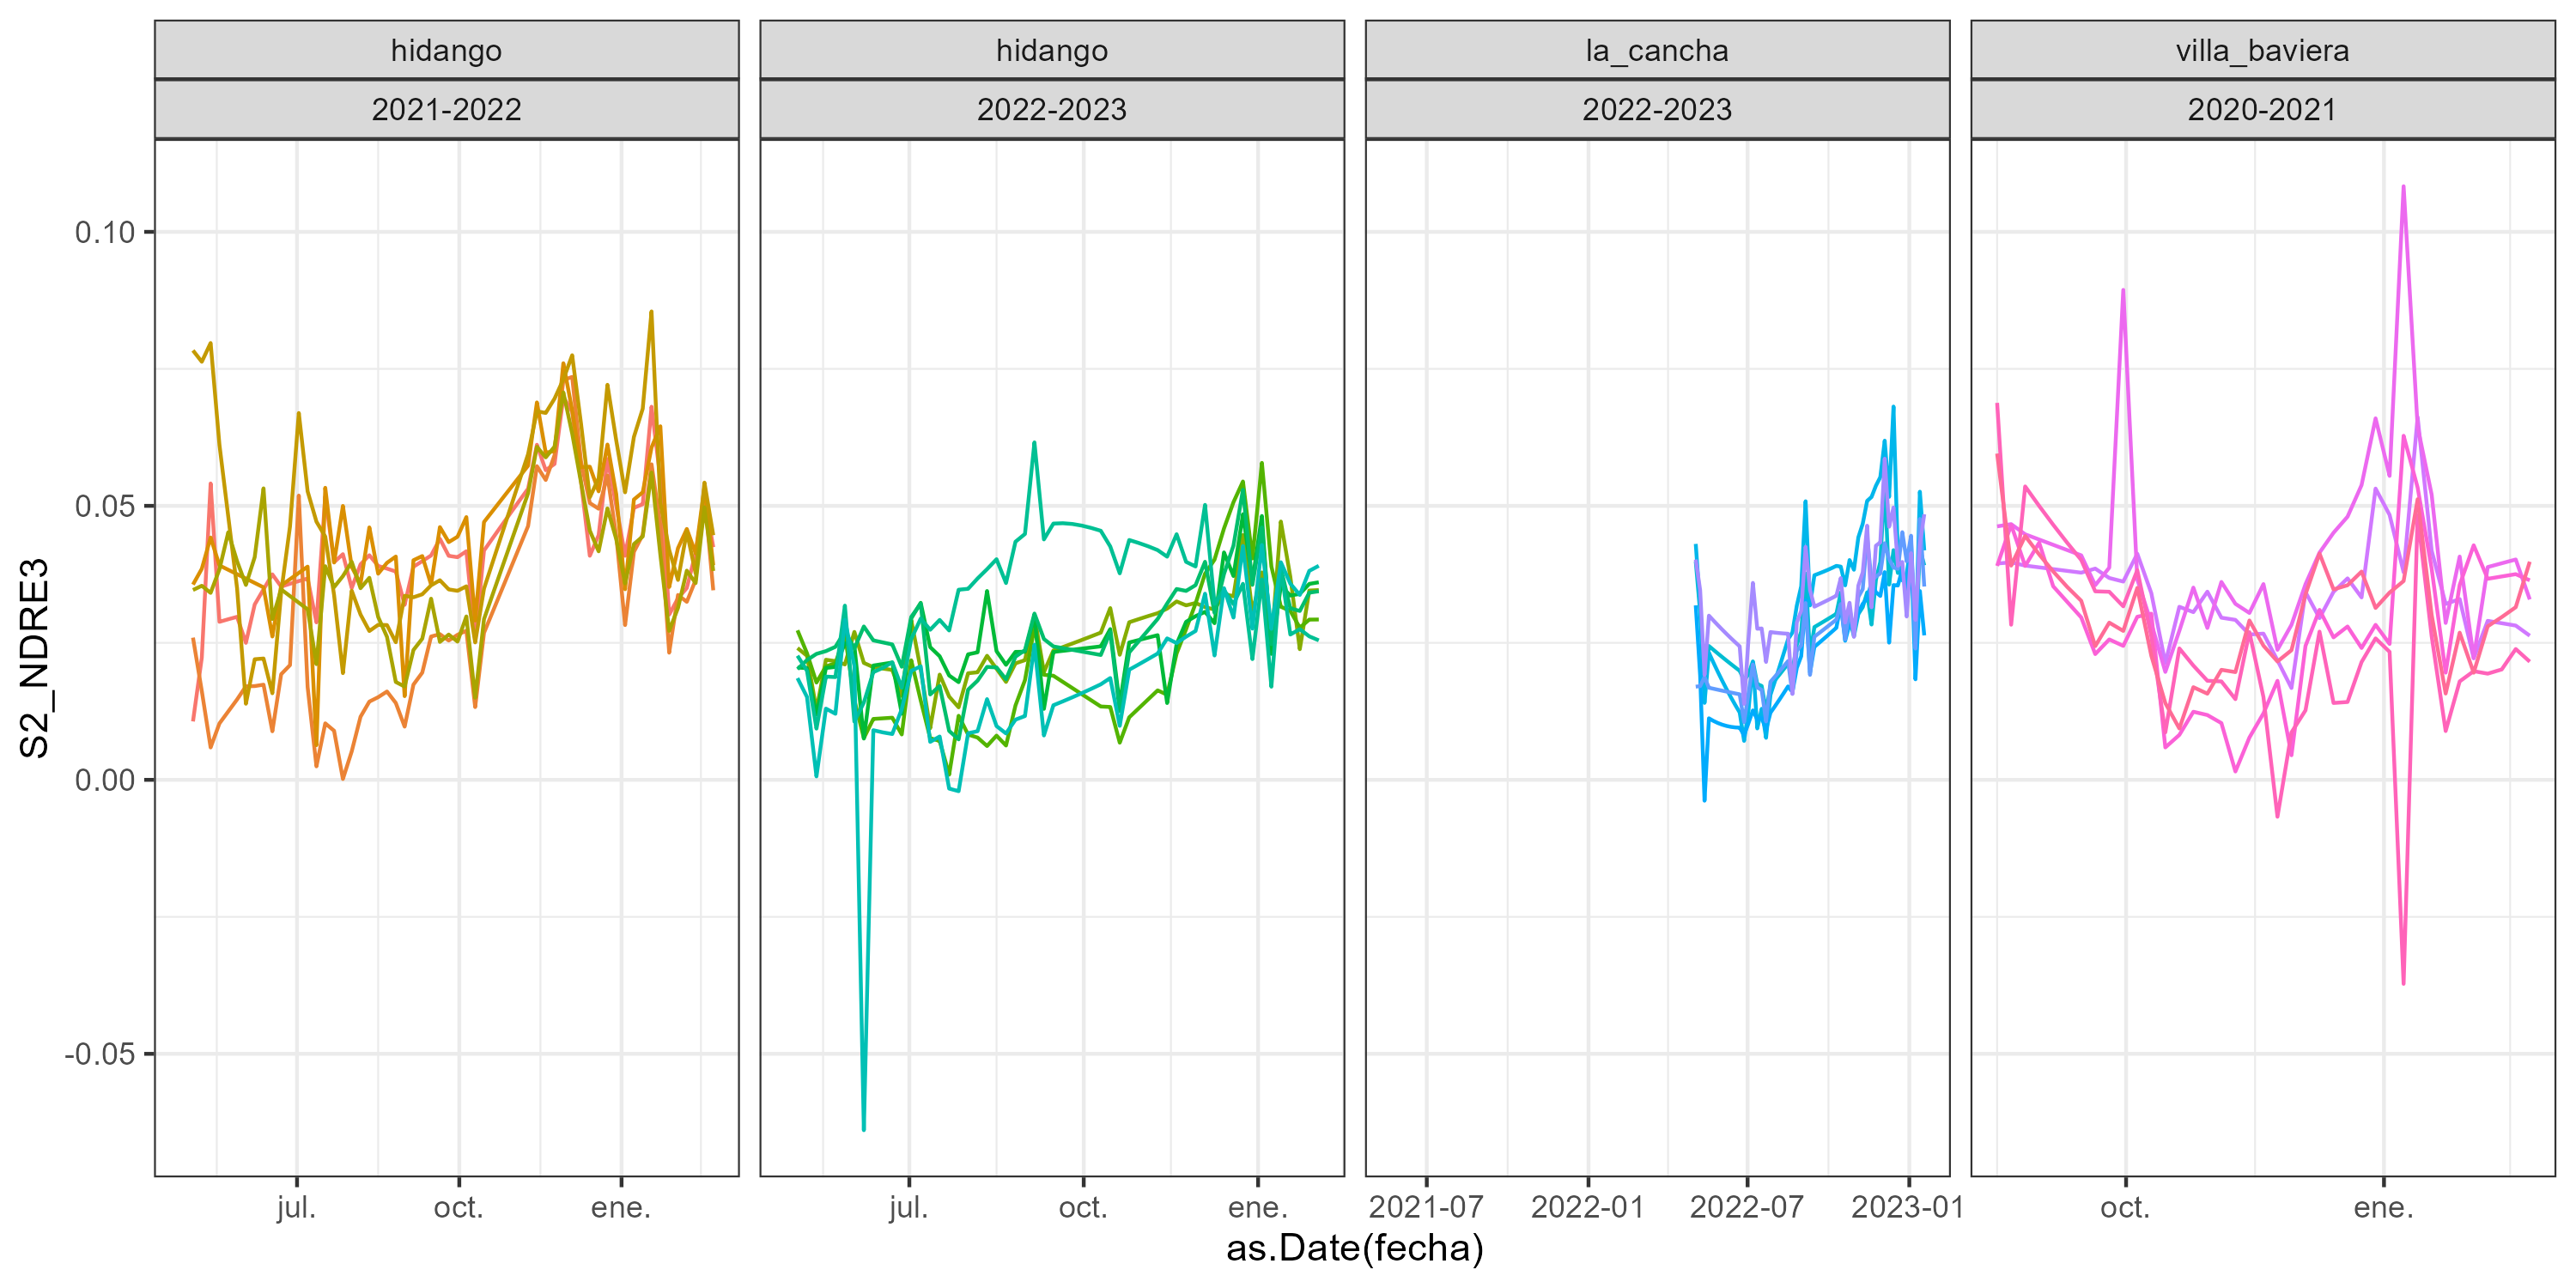 hidango hidango la_cancha villa_baviera
2021-2022 2022-2023 2022-2023 2020-2021
0.10
0.05
0.00
-0.05
S2_NDRE3
jul. oct. ene. jul. oct. ene. 2021-07 2022-01 2022-07 2023-01 oct. ene.
as.Date(fecha)